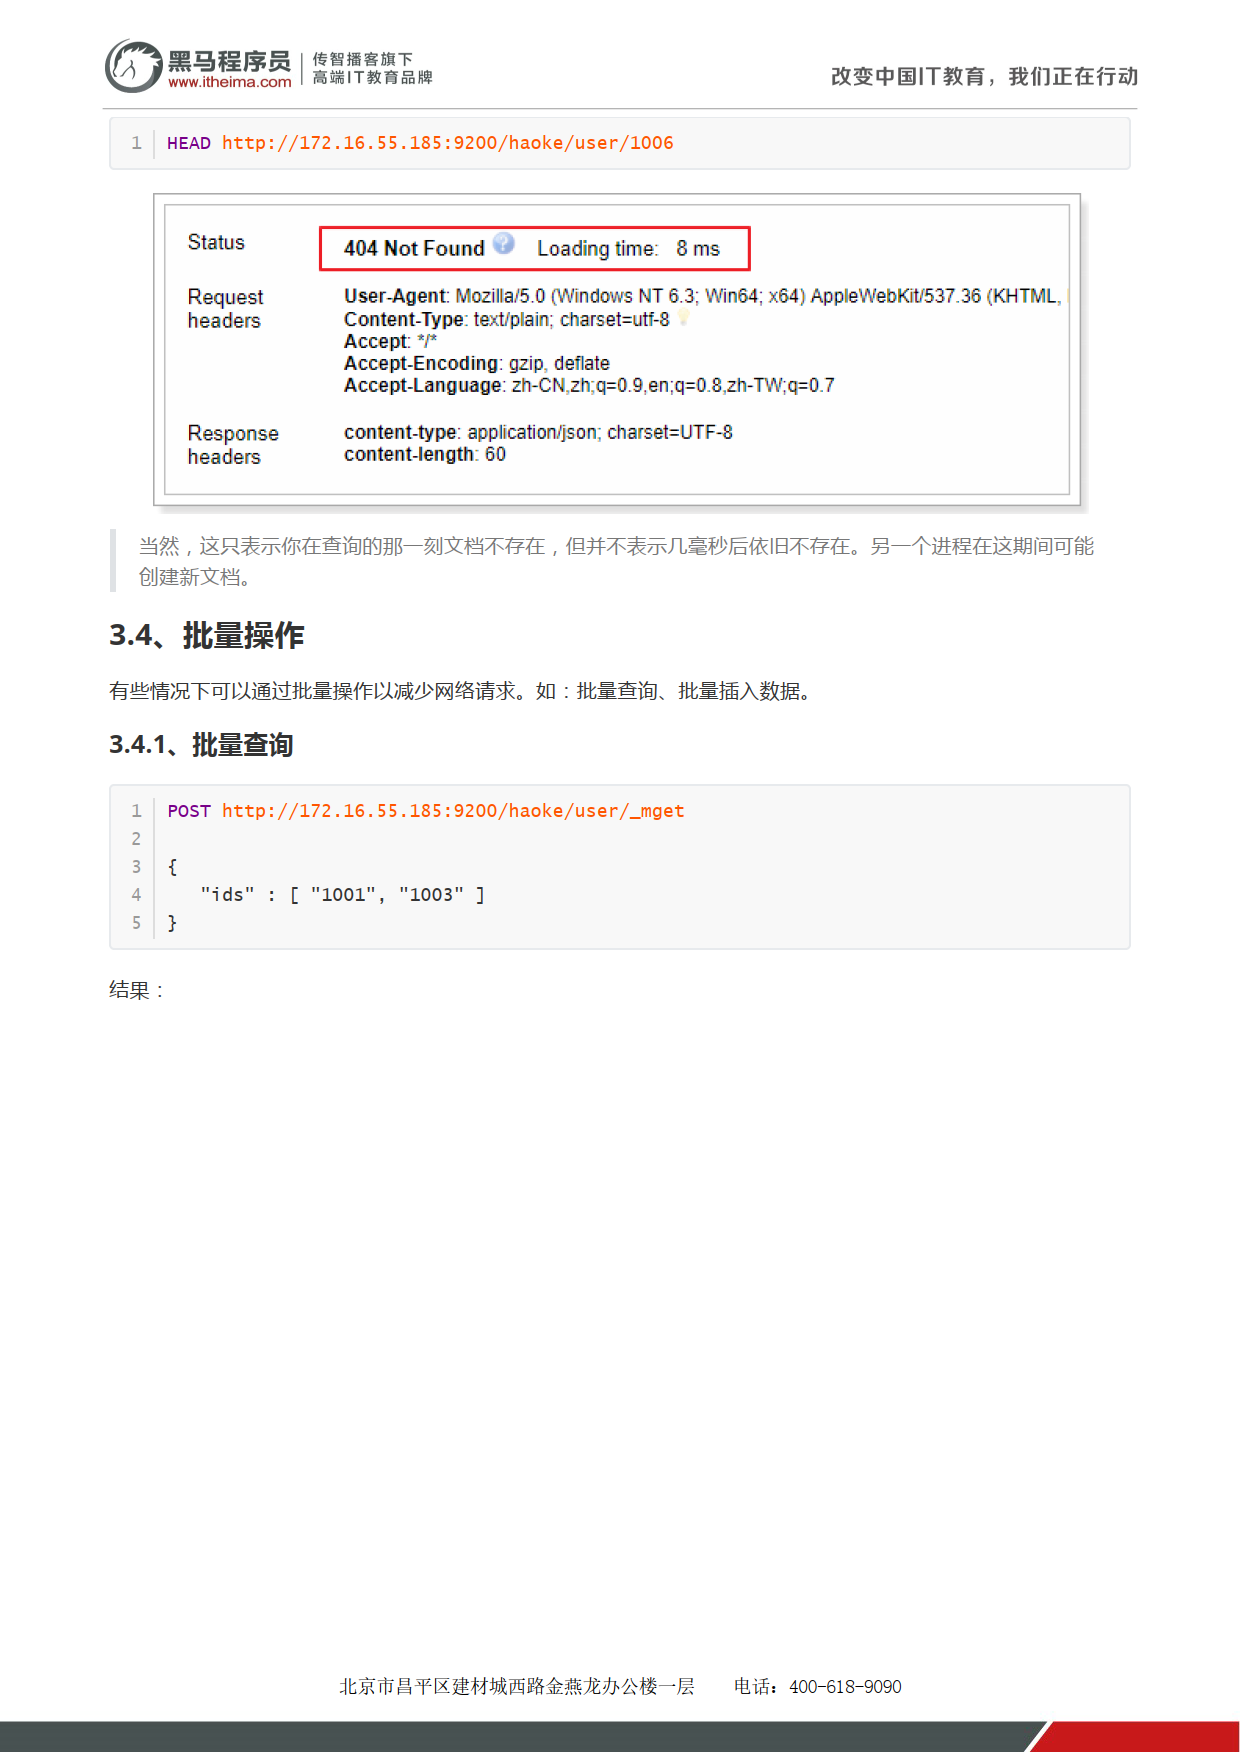 黑马程序员
www.itheima.com
传智播客旗下
高端IT教育品牌
改变中国IT教育，我们正在行动
1 HEAD http://172.16.55.185:9200/haoke/user/1006
Status 404 Not Found ? Loading time: 8 ms
Request headers
User-Agent: Mozilla/5.0 (Windows NT 6.3; Win64; x64) AppleWebKit/537.36 (KHTML,
Content-Type: text/plain; charset=utf-8
Accept: */*
Accept-Encoding: gzip, deflate
Accept-Language: zh-CN,zh;q=0.9,en;q=0.8,zh-TW;q=0.7
Response headers
content-type: application/json; charset=UTF-8
content-length: 60
当然，这只表示你在查询的那一刻文档不存在，但并不表示几毫秒后依旧不存在。另一个进程在这期间可能
创建新文档。
3.4、批量操作
有些情况下可以通过批量操作以减少网络请求。如：批量查询、批量插入数据。
3.4.1、批量查询
1 POST http://172.16.55.185:9200/haoke/user/_mget
2
3 {
4 "ids" : [ "1001", "1003" ]
5 }
结果：
北京市昌平区建材城西路金燕龙办公楼一层 电话：400-618-9090